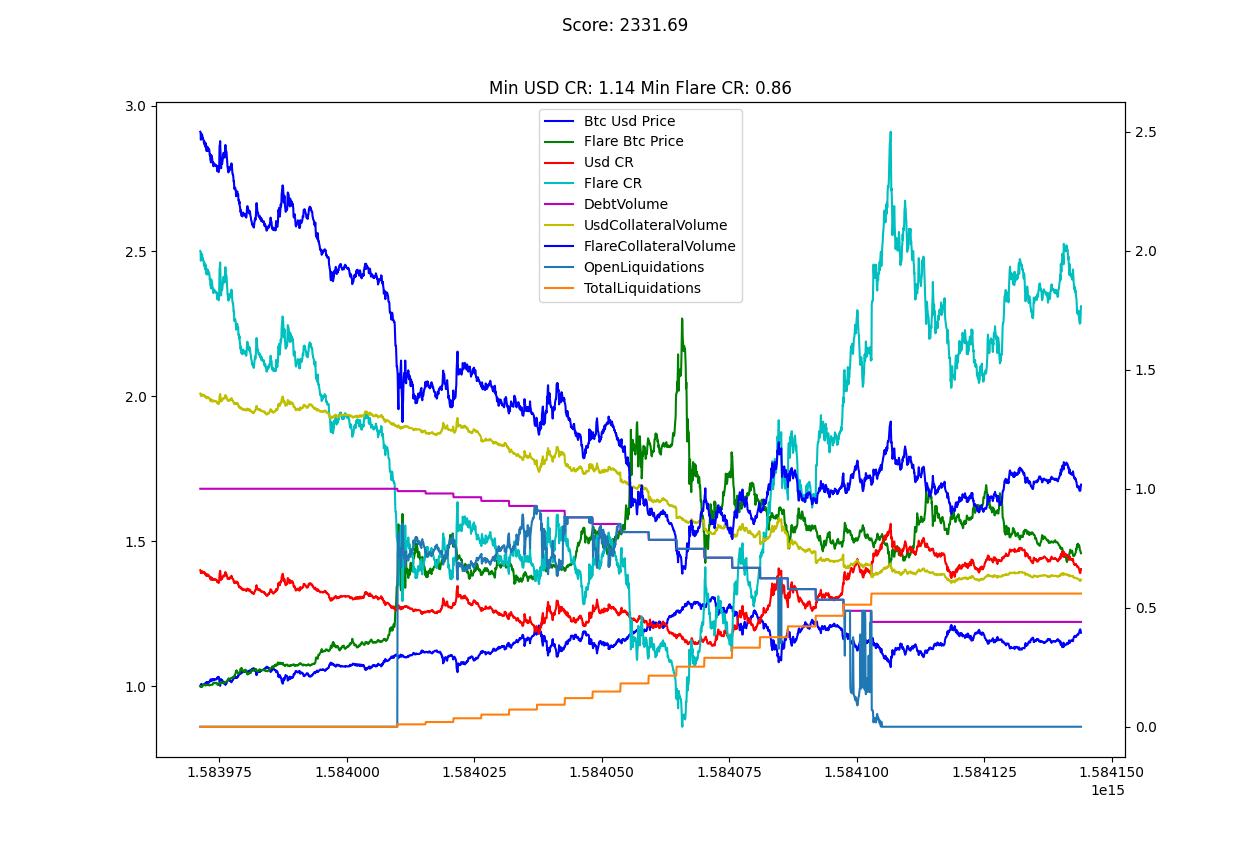 Score: 2331.69
Min USD CR: 1.14 Min Flare CR: 0.86
Btc Usd Price
Flare Btc Price
Usd CR
Flare CR
DebtVolume
UsdCollateralVolume
FlareCollateralVolume
OpenLiquidations
TotalLiquidations
3.0
2.5
2.0
1.5
1.0
2.5
2.0
1.5
1.0
0.5
0.0
1.583975 1.584000 1.584025 1.584050 1.584075 1.584100 1.584125 1.584150
1e15